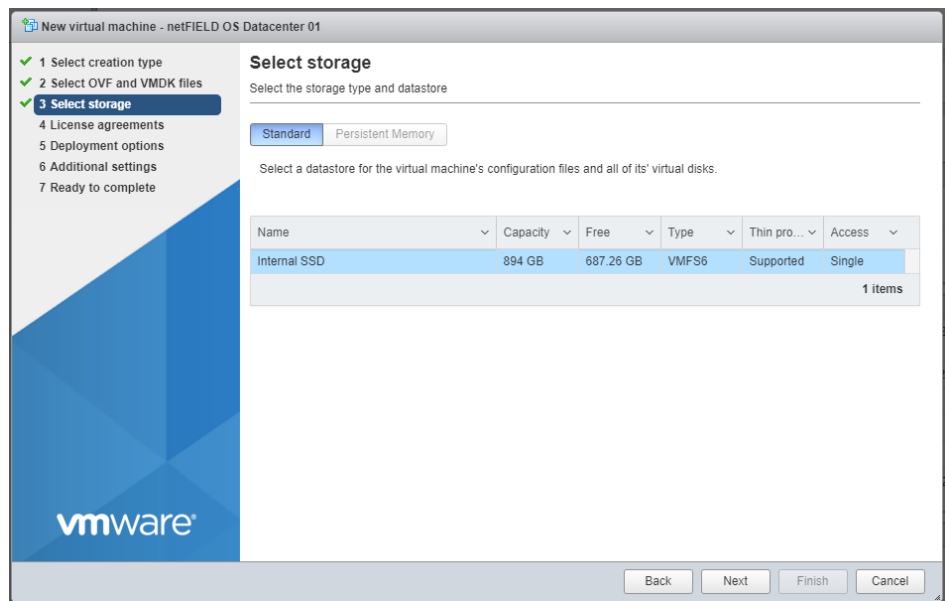 New virtual machine - netFIELD OS Datacenter 01
1 Select creation type
2 Select OVF and VMDK files
3 Select storage
4 License agreements
5 Deployment options
6 Additional settings
7 Ready to complete
vmware®
Select storage
Select the storage type and datastore
Standard Persistent Memory
Select a datastore for the virtual machine's configuration files and all of its' virtual disks.
Name Capacity Free Type Thin pro... Access
Internal SSD 894 GB 687.26 GB VMFS6 Supported Single
1 items
Back Next Finish Cancel